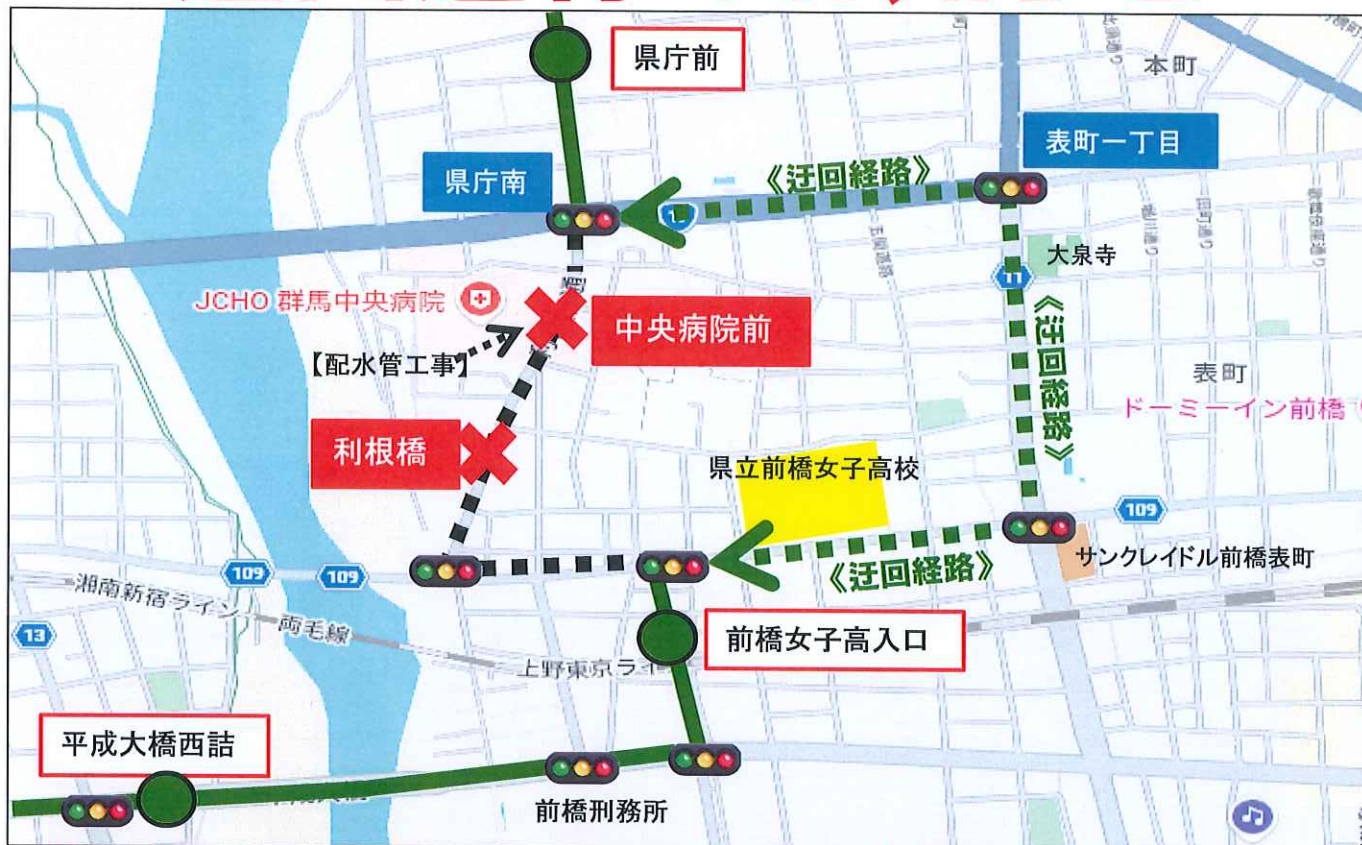 県庁前
本町
表町一丁目
県庁南
《迂回経路》
大泉寺
JCHO 群馬中央病院
中央病院前
【配水管工事】
《迂回経路》
表町
ドーミーイン前橋
利根橋
県立前橋女子高校
109
サンクレイドル前橋表町
《迂回経路》
109
109
湘南新宿ライン
両毛線
13
前橋女子高入口
上野東京ライ
平成大橋西詰
前橋刑務所